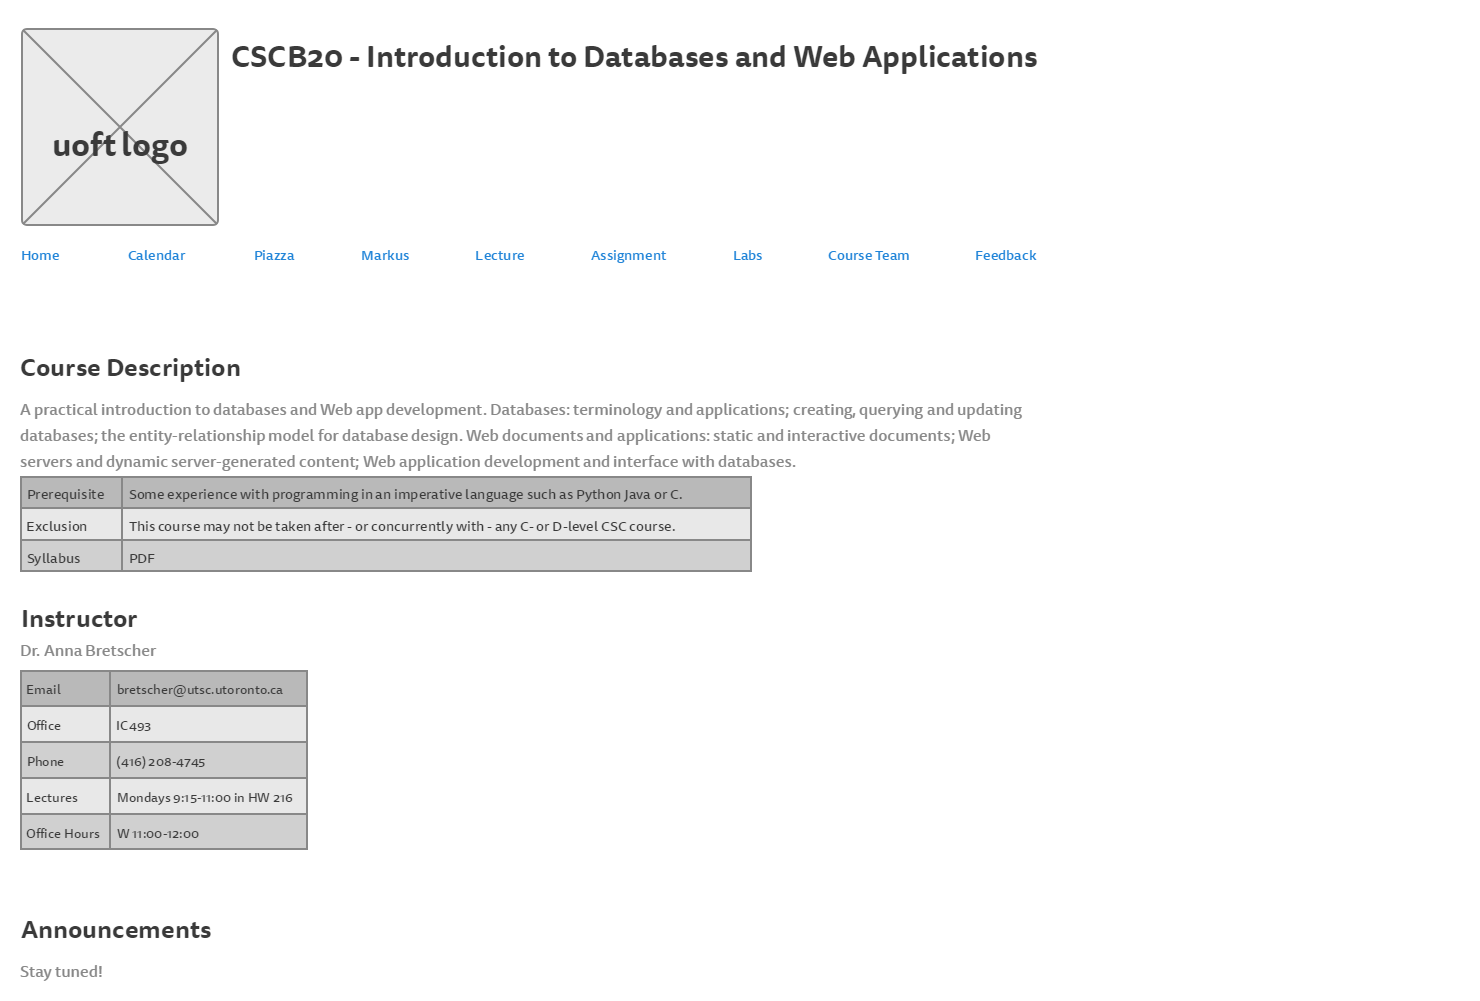 CSCB20 - Introduction to Databases and Web Applications
uoft logo
Home Calendar Piazza Markus Lecture Assignment Labs Course Team Feedback
Course Description
A practical introduction to databases and Web app development. Databases: terminology and applications; creating, querying and updating
databases; the entity-relationship model for database design. Web documents and applications: static and interactive documents; Web
servers and dynamic server-generated content; Web application development and interface with databases.
Prerequisite Some experience with programming in an imperative language such as Python Java or C.
Exclusion This course may not be taken after - or concurrently with - any C- or D-level CSC course.
Syllabus PDF
Instructor
Dr. Anna Bretscher
Email bretscher@utsc.utoronto.ca
Office IC493
Phone (416) 208-4745
Lectures Mondays 9:15-11:00 in HW 216
Office Hours W 11:00-12:00
Announcements
Stay tuned!